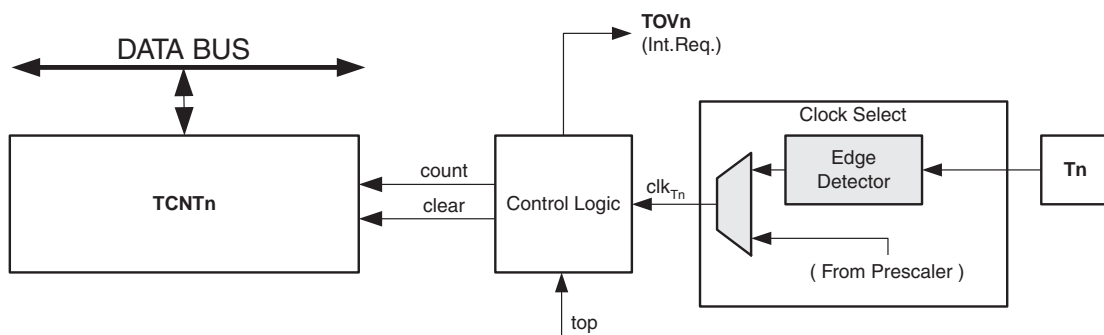 TOVn
(Int.Req.)
DATA BUS
Clock Select
Edge
Detector
Tn
count
TCNTn
clear
Control Logic
clkTn
( From Prescaler )
top